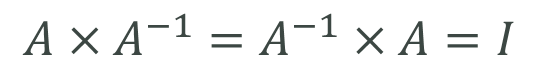 A × A⁻¹ = A⁻¹ × A = I